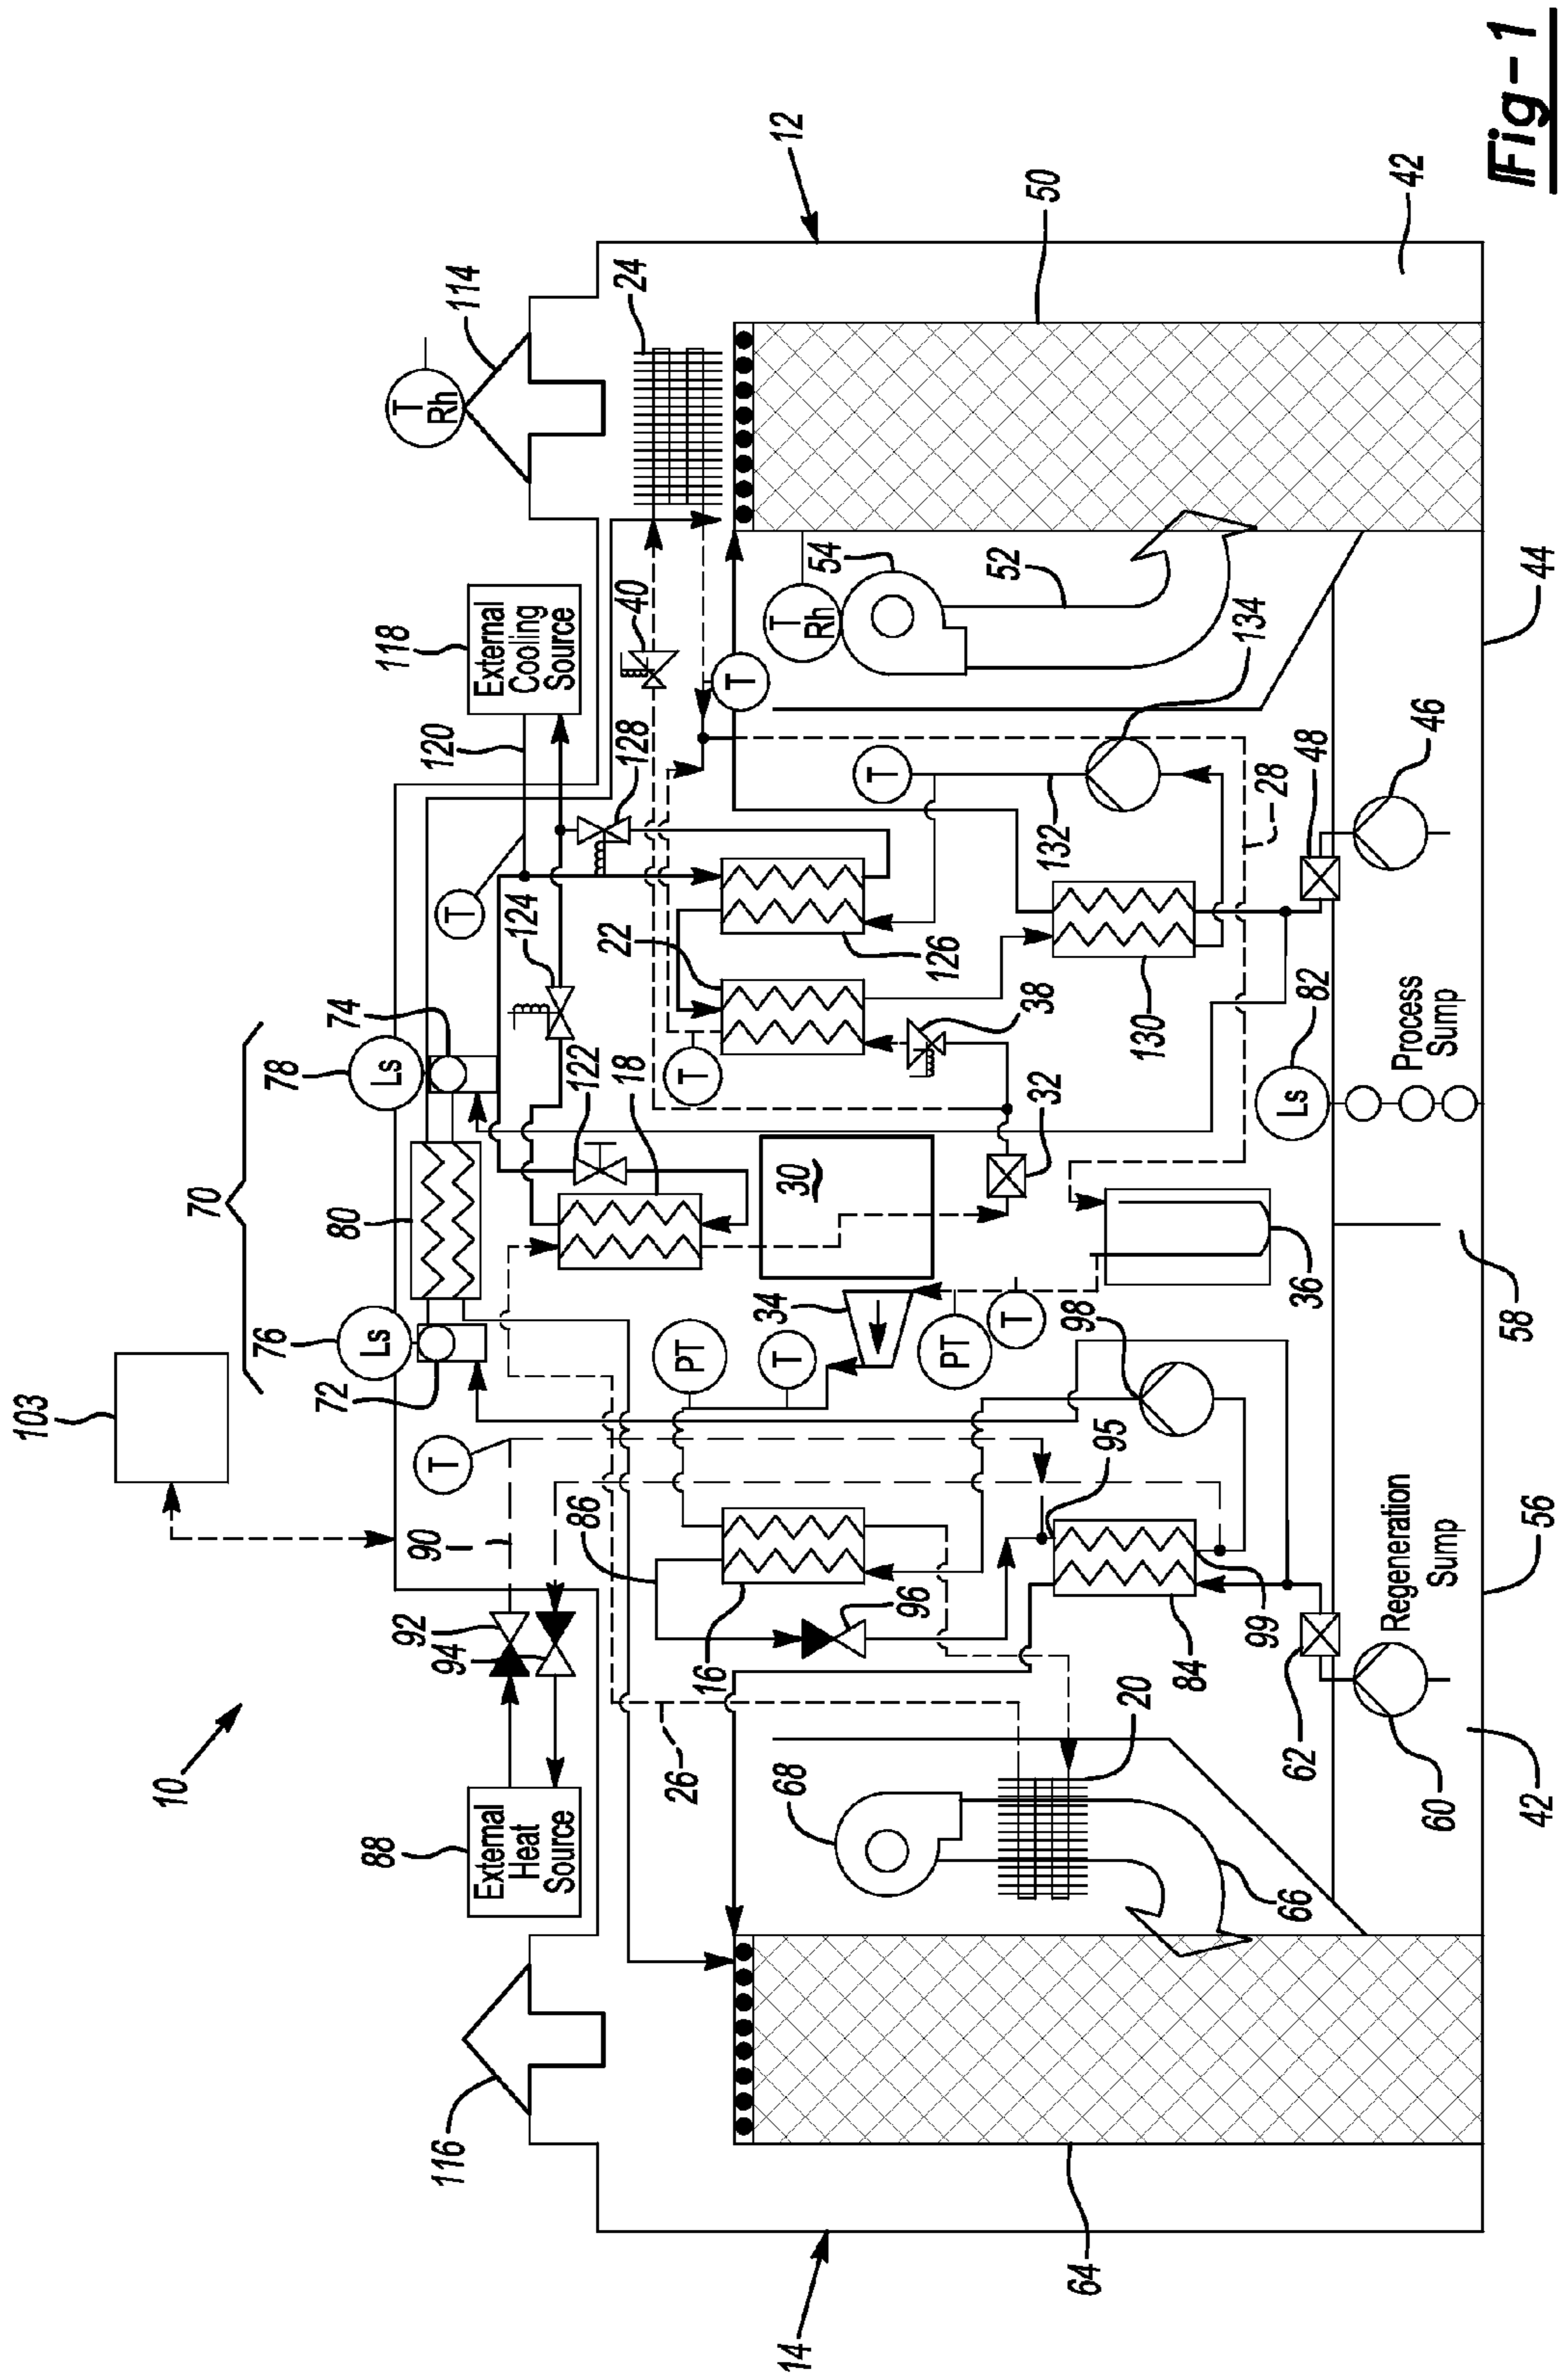 103
10
70
76
78
72
74
Ls
Ls
80
88
118
90
92
94
T
T
120
T
Rh
114
116
External
Heat
Source
External
Cooling
Source
124
86
122
22
18
128
40
24
26
16
PT
T
T
14
68
T
34
30
T
Rh
54
12
T
96
126
PT
T
38
52
50
32
64
98
132
95
20
130
84
28
134
99
66
62
36
Ls
82
48
Regeneration
Sump
Process
Sump
46
42
60
58
Fig-1
42
56
44